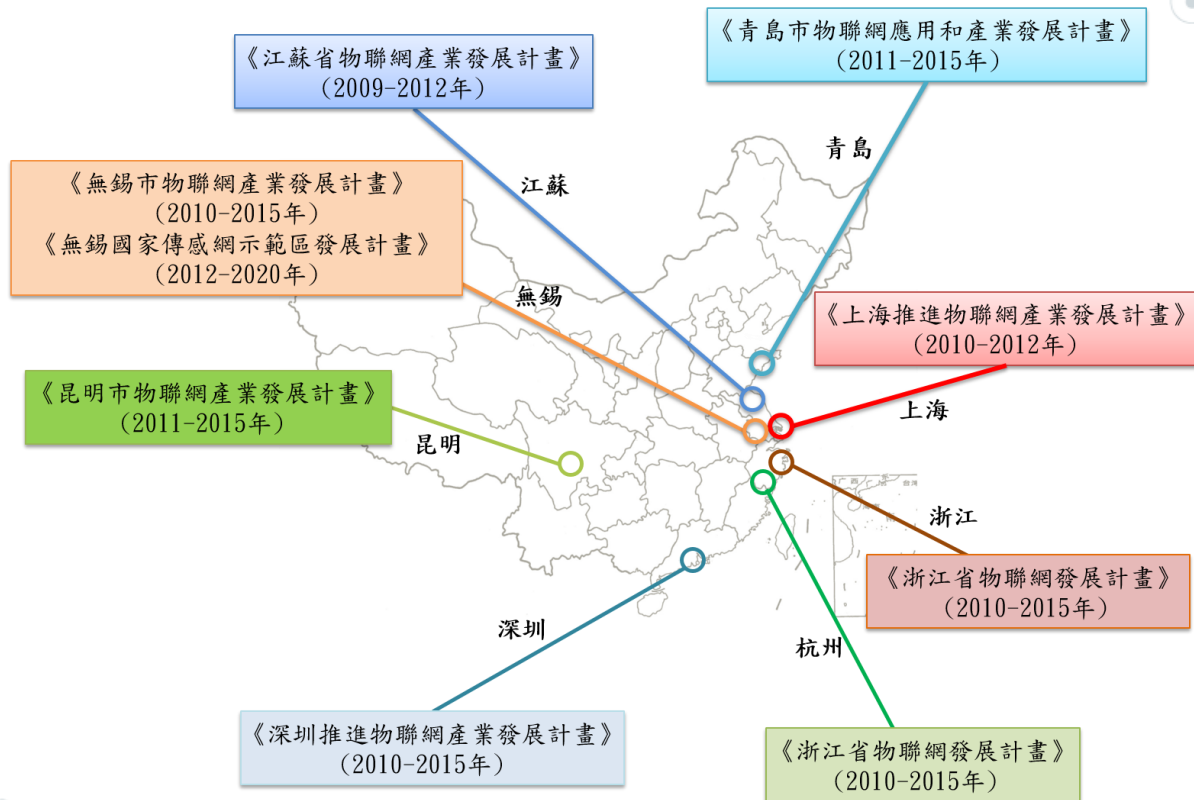 《青島市物聯網應用和產業發展計畫》
(2011-2015年)
《江蘇省物聯網產業發展計畫》
(2009-2012年)
青島
江蘇
《無錫市物聯網產業發展計畫》
(2010-2015年)
《無錫國家傳感網示範區發展計畫》
(2012-2020年)
無錫
《上海推進物聯網產業發展計畫》
(2010-2012年)
上海
《昆明市物聯網產業發展計畫》
(2011-2015年)
昆明
浙江
《浙江省物聯網發展計畫》
(2010-2015年)
深圳
杭州
《深圳推進物聯網產業發展計畫》
(2010-2015年)
《浙江省物聯網發展計畫》
(2010-2015年)